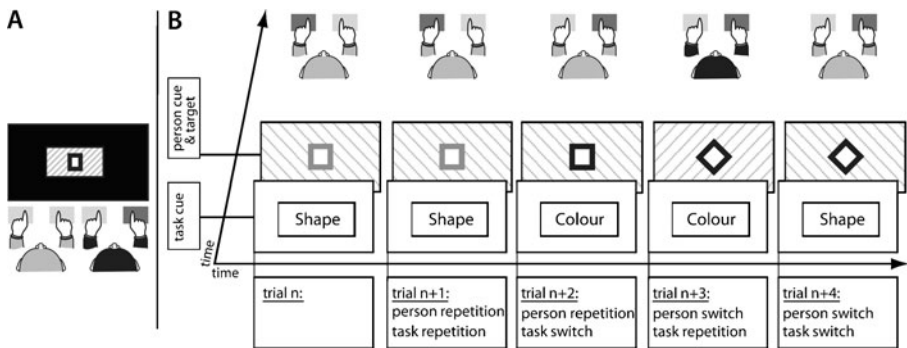 A
B
person cue
& target
task cue
time
time
Shape
Shape
Colour
Colour
Shape
trial n:
trial n+1:
person repetition
task repetition
trial n+2:
person repetition
task switch
trial n+3:
person switch
task repetition
trial n+4:
person switch
task switch